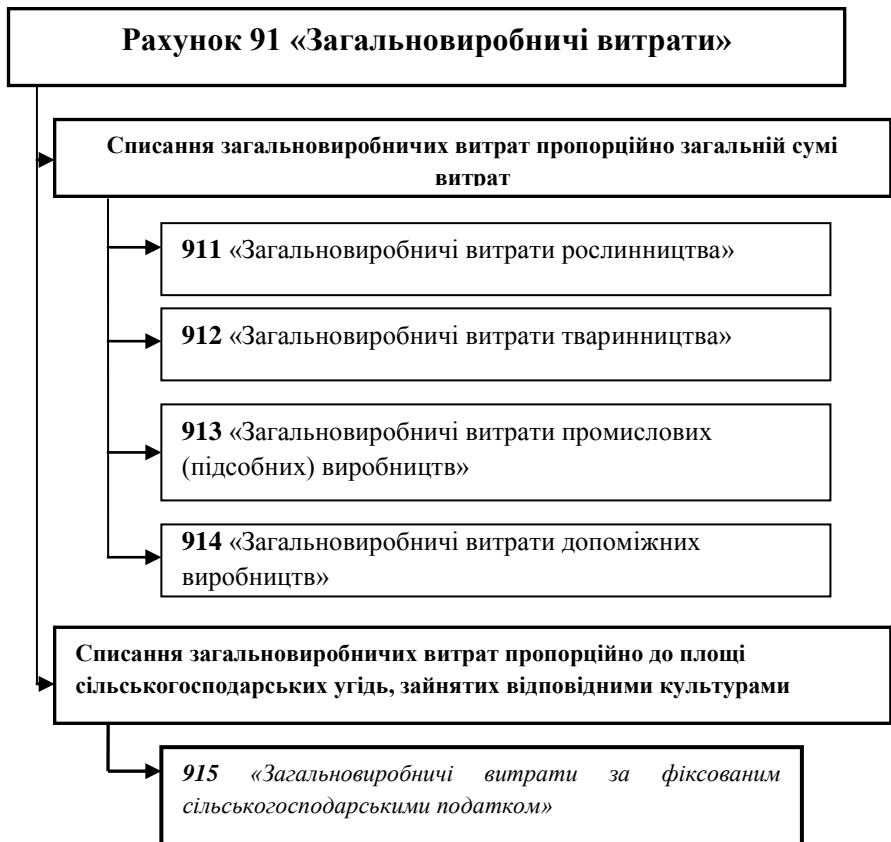 Рахунок 91 «Загальновиробничі витрати»
Списання загальновиробничих витрат пропорційно загальній сумі
витрат
911 «Загальновиробничі витрати рослинництва»
912 «Загальновиробничі витрати тваринництва»
913 «Загальновиробничі витрати промислових
(підсобних) виробництв»
914 «Загальновиробничі витрати допоміжних
виробництв»
Списання загальновиробничих витрат пропорційно до площі
сільськогосподарських угідь, зайнятих відповідними культурами
915 «Загальновиробничі витрати за фіксованим
сільськогосподарськими податком»